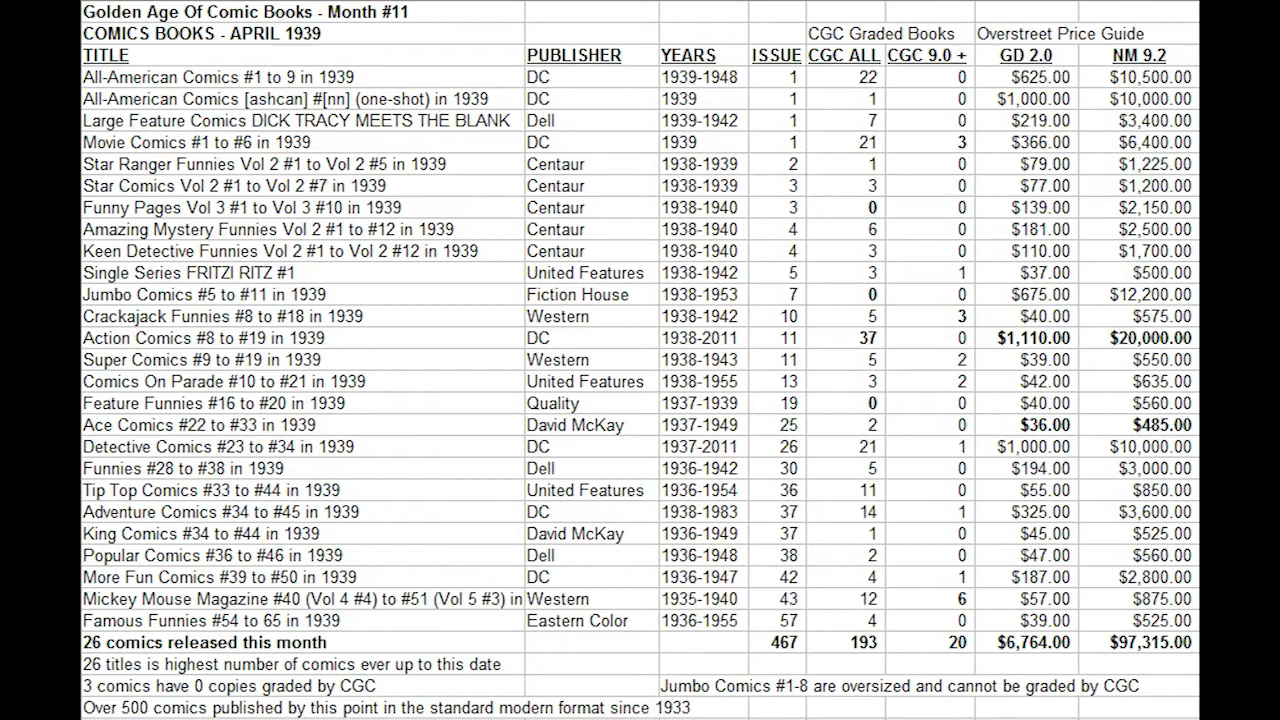 Golden Age Of Comic Books - Month #11
COMICS BOOKS - APRIL 1939 CGC Graded Books Overstreet Price Guide
TITLE PUBLISHER YEARS ISSUE CGC ALL CGC 9.0 + GD 2.0 NM 9.2
All-American Comics #1 to 9 in 1939 DC 1939-1948 1 22 0 $625.00 $10,500.00
All-American Comics [ashcan] #[nn] (one-shot) in 1939 DC 1939 1 1 0 $1,000.00 $10,000.00
Large Feature Comics DICK TRACY MEETS THE BLANK Dell 1939-1942 1 7 0 $219.00 $3,400.00
Movie Comics #1 to #6 in 1939 DC 1939 1 21 3 $366.00 $6,400.00
Star Ranger Funnies Vol 2 #1 to Vol 2 #5 in 1939 Centaur 1938-1939 2 1 0 $79.00 $1,225.00
Star Comics Vol 2 #1 to Vol 2 #7 in 1939 Centaur 1938-1939 3 3 0 $77.00 $1,200.00
Funny Pages Vol 3 #1 to Vol 3 #10 in 1939 Centaur 1938-1940 3 0 0 $139.00 $2,150.00
Amazing Mystery Funnies Vol 2 #1 to #12 in 1939 Centaur 1938-1940 4 6 0 $181.00 $2,500.00
Keen Detective Funnies Vol 2 #1 to Vol 2 #12 in 1939 Centaur 1938-1940 4 3 0 $110.00 $1,700.00
Single Series FRITZI RITZ #1 United Features 1938-1942 5 3 1 $37.00 $500.00
Jumbo Comics #5 to #11 in 1939 Fiction House 1938-1953 7 0 0 $675.00 $12,200.00
Crackajack Funnies #8 to #18 in 1939 Western 1938-1942 10 5 3 $40.00 $575.00
Action Comics #8 to #19 in 1939 DC 1938-2011 11 37 0 $1,110.00 $20,000.00
Super Comics #9 to #19 in 1939 Western 1938-1943 11 5 2 $39.00 $550.00
Comics On Parade #10 to #21 in 1939 United Features 1938-1955 13 3 2 $42.00 $635.00
Feature Funnies #16 to #20 in 1939 Quality 1937-1939 19 0 0 $40.00 $560.00
Ace Comics #22 to #33 in 1939 David McKay 1937-1949 25 2 0 $36.00 $485.00
Detective Comics #23 to #34 in 1939 DC 1937-2011 26 21 1 $1,000.00 $10,000.00
Funnies #28 to #38 in 1939 Dell 1936-1942 30 5 0 $194.00 $3,000.00
Tip Top Comics #33 to #44 in 1939 United Features 1936-1954 36 11 0 $55.00 $850.00
Adventure Comics #34 to #45 in 1939 DC 1938-1983 37 14 1 $325.00 $3,600.00
King Comics #34 to #44 in 1939 David McKay 1936-1949 37 1 0 $45.00 $525.00
Popular Comics #36 to #46 in 1939 Dell 1936-1948 38 2 0 $47.00 $560.00
More Fun Comics #39 to #50 in 1939 DC 1936-1947 42 4 1 $187.00 $2,800.00
Mickey Mouse Magazine #40 (Vol 4 #4) to #51 (Vol 5 #3) in Western 1935-1940 43 12 6 $57.00 $875.00
Famous Funnies #54 to 65 in 1939 Eastern Color 1936-1955 57 4 0 $39.00 $525.00
26 comics released this month 467 193 20 $6,764.00 $97,315.00
26 titles is highest number of comics ever up to this date
3 comics have 0 copies graded by CGC Jumbo Comics #1-8 are oversized and cannot be graded by CGC
Over 500 comics published by this point in the standard modern format since 1933